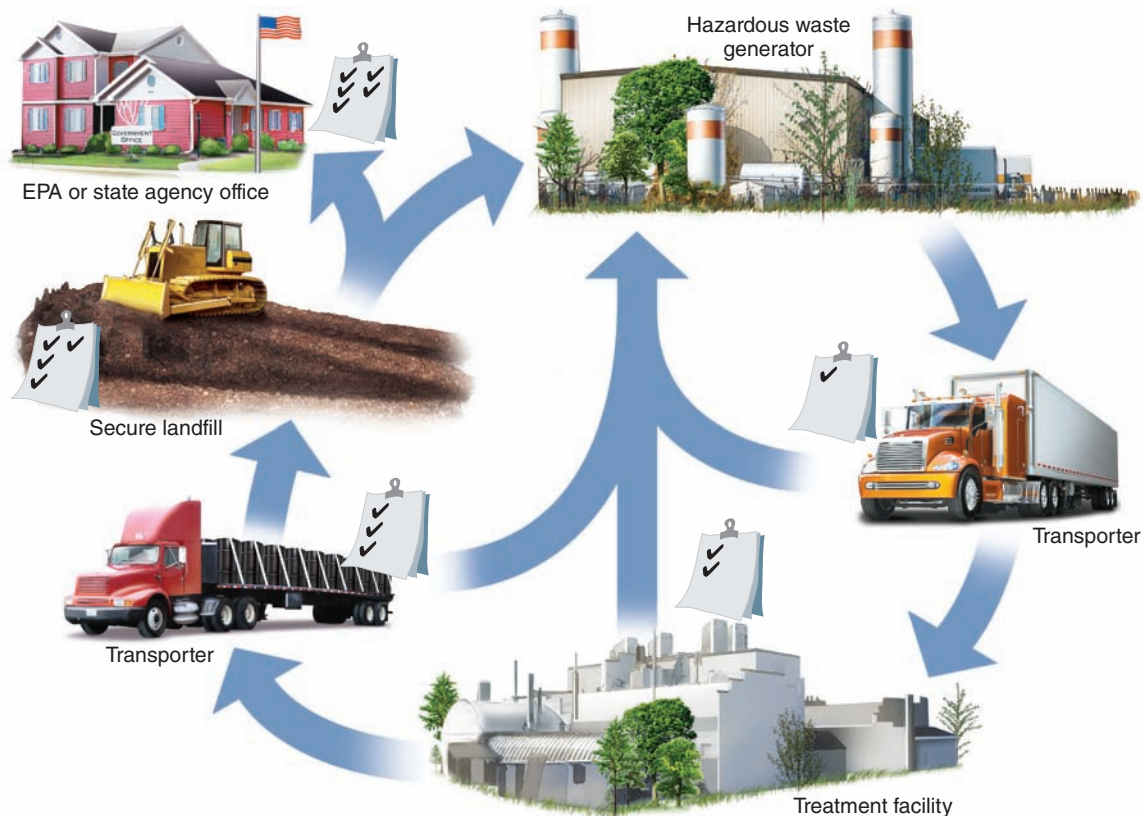 Hazardous waste
generator
GOVERNMENT
OFFICE
EPA or state agency office
Secure landfill
Transporter
Transporter
Treatment facility